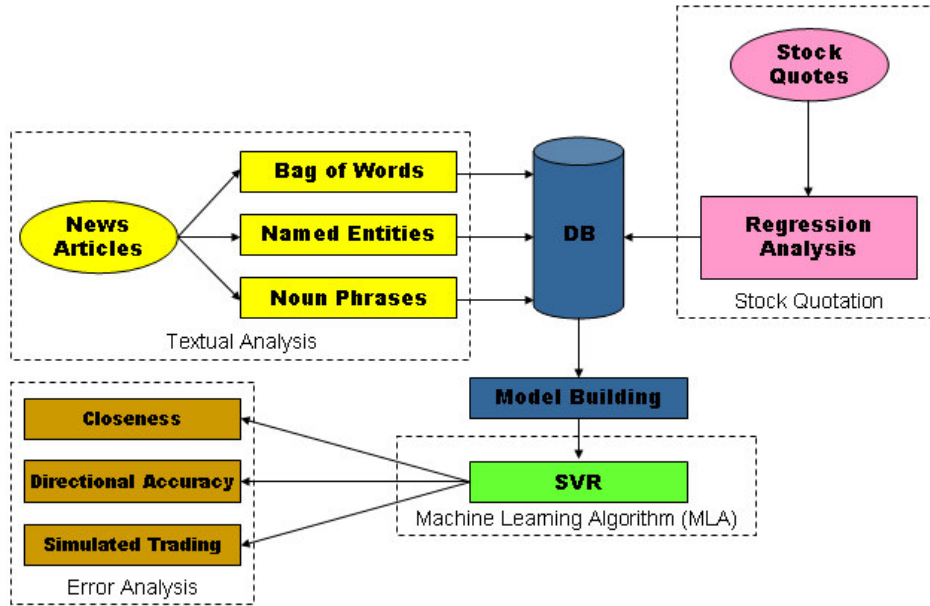 Stock
Quotes
Bag of Words
News
Articles
Named Entities
DB
Regression
Analysis
Noun Phrases
Stock Quotation
Textual Analysis
Model Building
Closeness
Directional Accuracy
SVR
Machine Learning Algorithm (MLA)
Simulated Trading
Error Analysis